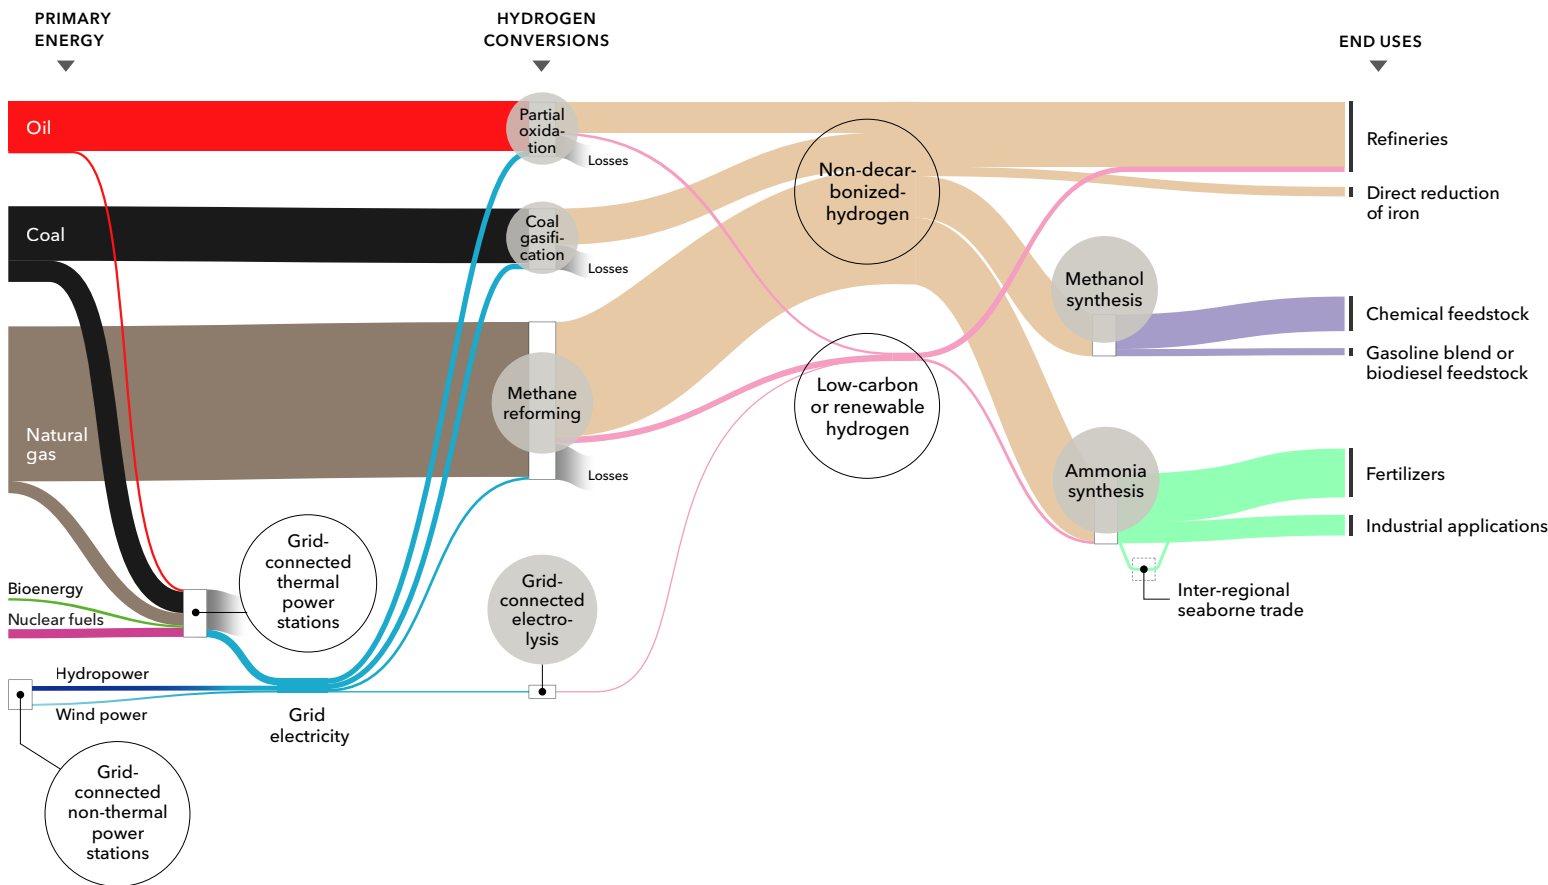 PRIMARY
ENERGY
HYDROGEN
CONVERSIONS
END USES
Oil
Coal
Natural
gas
Bioenergy
Nuclear fuels
Hydropower
Wind power
Grid-
connected
thermal
power
stations
Grid
electricity
Grid-
connected
non-thermal
power
stations
Partial
oxida-
tion
Losses
Coal
gasifi-
cation
Losses
Methane
reforming
Losses
Grid-
connected
electro-
lysis
Non-decar-
bonized-
hydrogen
Low-carbon
or renewable
hydrogen
Methanol
synthesis
Ammonia
synthesis
Refineries
Direct reduction
of iron
Chemical feedstock
Gasoline blend or
biodiesel feedstock
Fertilizers
Industrial applications
Inter-regional
seaborne trade